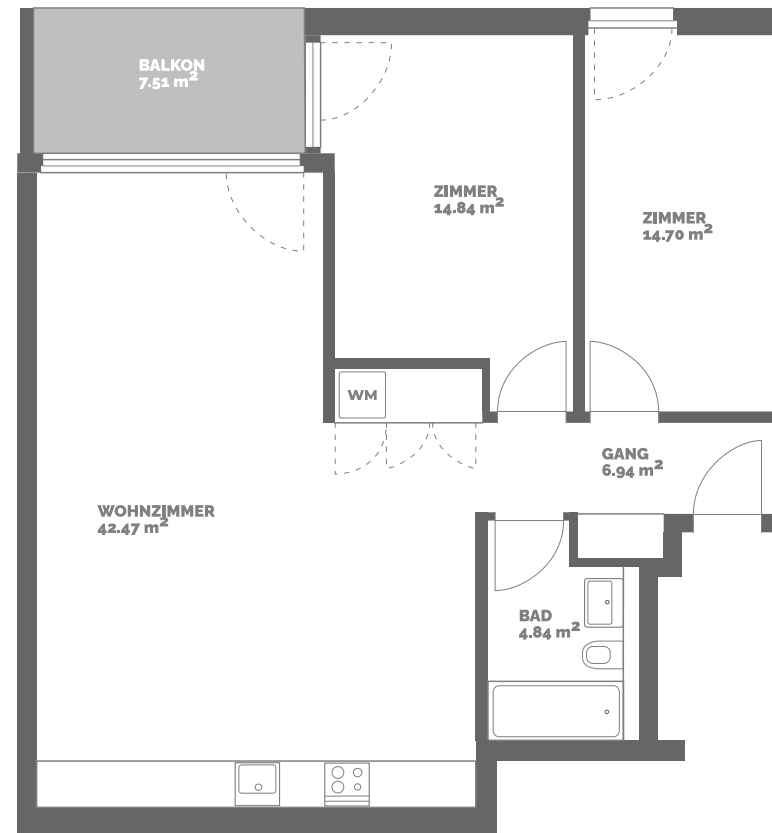 BALKON
7.51 m²
ZIMMER
14.84 m²
ZIMMER
14.70 m²
WM
GANG
6.94 m²
WOHNZIMMER
42.47 m²
BAD
4.84 m²